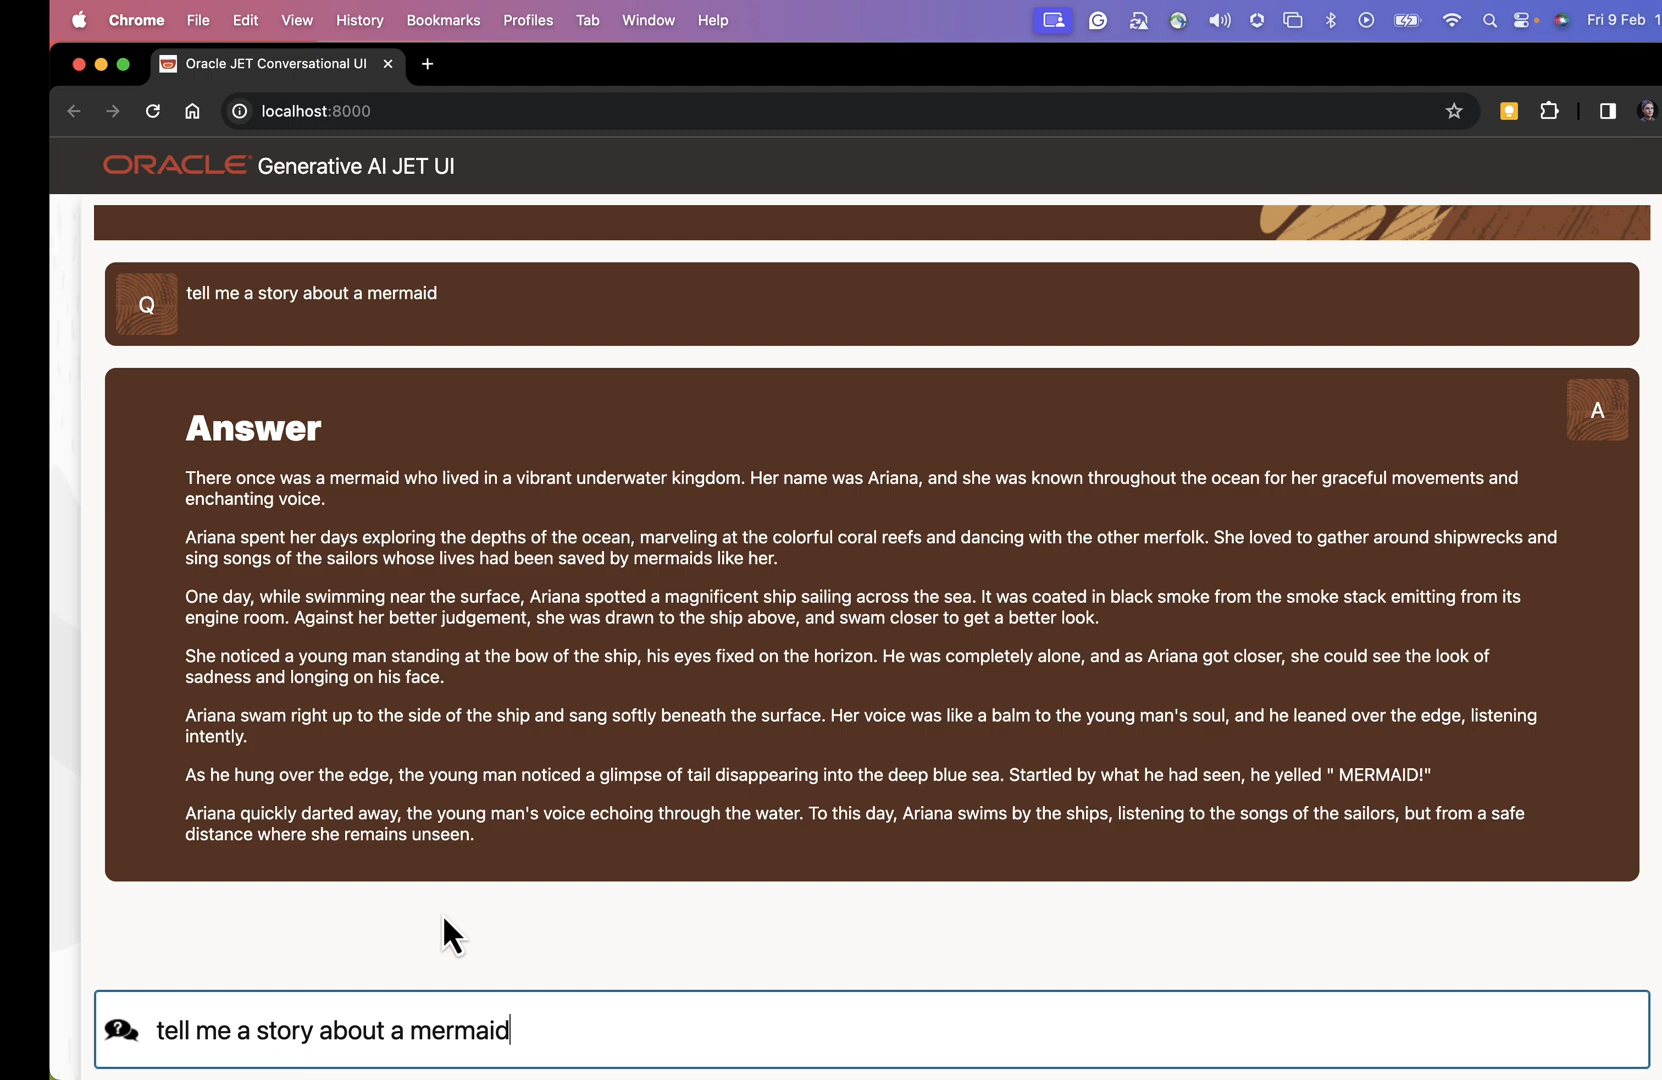 Chrome File Edit View History Bookmarks Profiles Tab Window Help Fri 9 Feb 1
Oracle JET Conversational UI
localhost:8000
ORACLE Generative AI JET UI
Q
tell me a story about a mermaid
A
Answer
There once was a mermaid who lived in a vibrant underwater kingdom. Her name was Ariana, and she was known throughout the ocean for her graceful movements and
enchanting voice.
Ariana spent her days exploring the depths of the ocean, marveling at the colorful coral reefs and dancing with the other merfolk. She loved to gather around shipwrecks and
sing songs of the sailors whose lives had been saved by mermaids like her.
One day, while swimming near the surface, Ariana spotted a magnificent ship sailing across the sea. It was coated in black smoke from the smoke stack emitting from its
engine room. Against her better judgement, she was drawn to the ship above, and swam closer to get a better look.
She noticed a young man standing at the bow of the ship, his eyes fixed on the horizon. He was completely alone, and as Ariana got closer, she could see the look of
sadness and longing on his face.
Ariana swam right up to the side of the ship and sang softly beneath the surface. Her voice was like a balm to the young man's soul, and he leaned over the edge, listening
intently.
As he hung over the edge, the young man noticed a glimpse of tail disappearing into the deep blue sea. Startled by what he had seen, he yelled " MERMAID!"
Ariana quickly darted away, the young man's voice echoing through the water. To this day, Ariana swims by the ships, listening to the songs of the sailors, but from a safe
distance where she remains unseen.
tell me a story about a mermaid